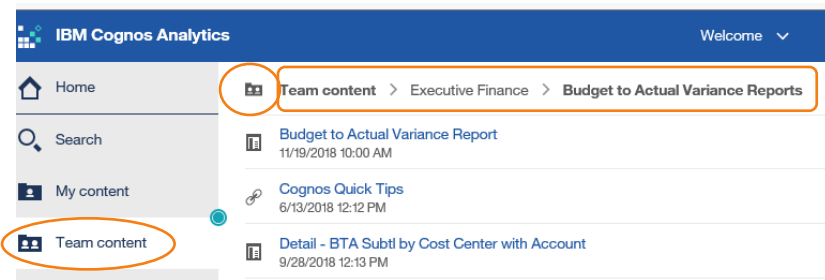 IBM Cognos Analytics
Welcome
Home
Team content > Executive Finance > Budget to Actual Variance Reports
Search
Budget to Actual Variance Report
11/19/2018 10:00 AM
My content
Cognos Quick Tips
6/13/2018 12:12 PM
Team content
Detail - BTA Subtl by Cost Center with Account
9/28/2018 12:13 PM